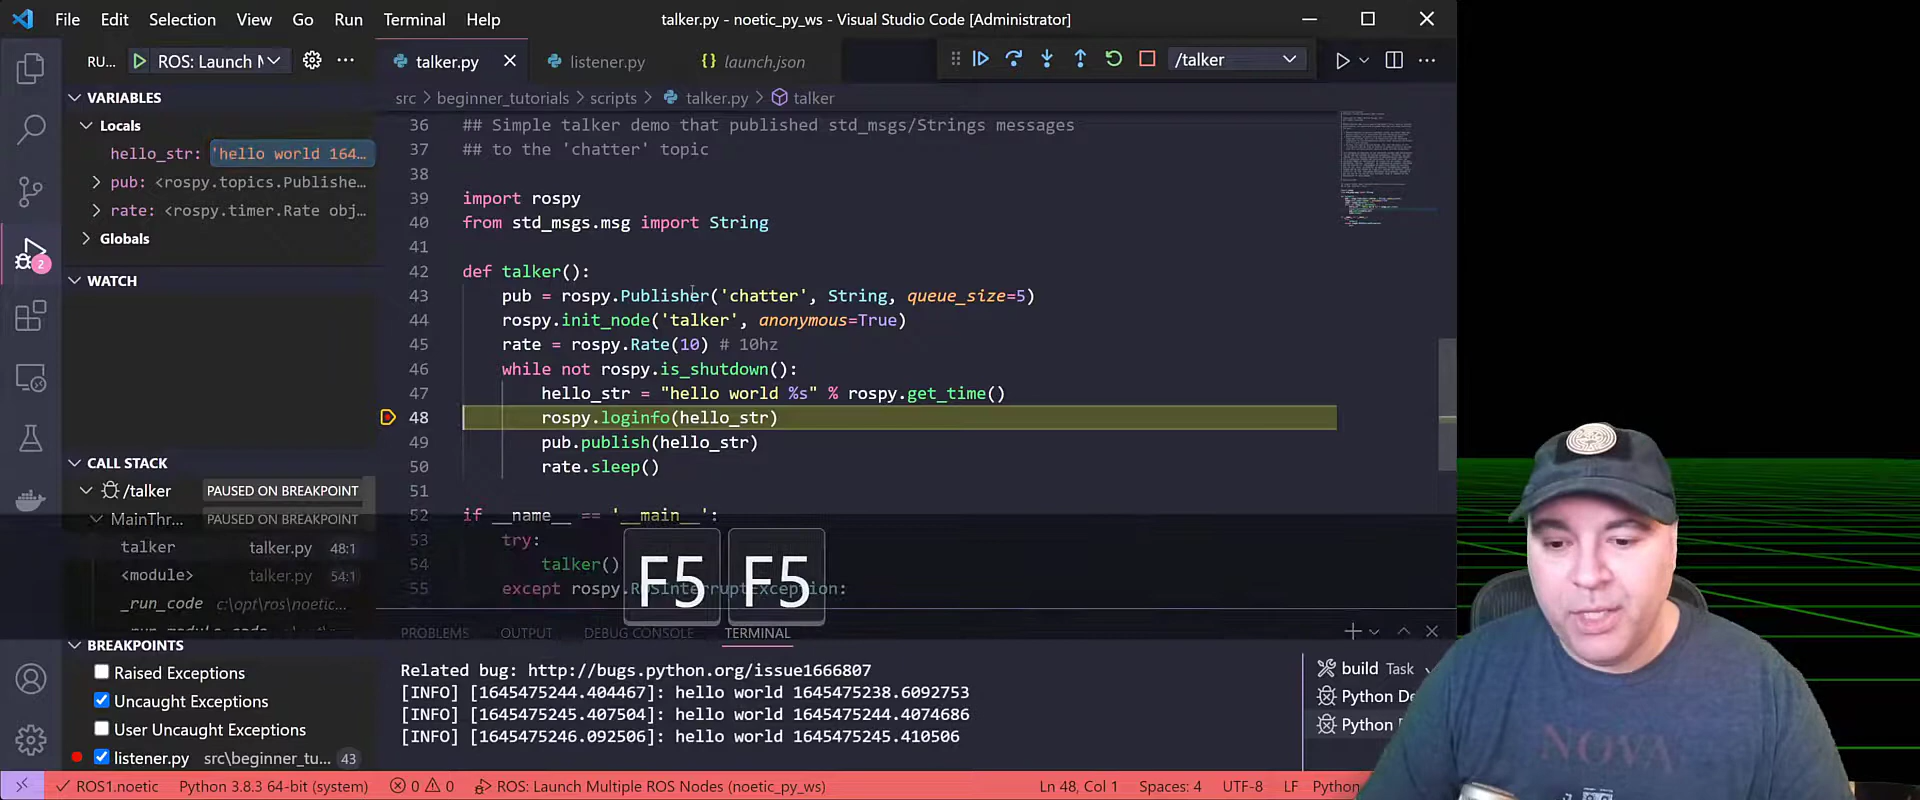 File Edit Selection View Go Run Terminal Help
talker.py - noetic_py_ws - Visual Studio Code [Administrator]
RU... ROS: Launch N
talker.py listener.py launch.json /talker
VARIABLES
src > beginner_tutorials > scripts > talker.py > talker
Locals
hello_str: 'hello world 164...
pub: <rospy.topics.Publishe...
rate: <rospy.timer.Rate obj...
Globals
WATCH
36 ## Simple talker demo that published std_msgs/Strings messages
37 ## to the 'chatter' topic
38
39 import rospy
40 from std_msgs.msg import String
41
42 def talker():
43 pub = rospy.Publisher('chatter', String, queue_size=5)
44 rospy.init_node('talker', anonymous=True)
45 rate = rospy.Rate(10) # 10hz
46 while not rospy.is_shutdown():
47 hello_str = "hello world %s" % rospy.get_time()
48 rospy.loginfo(hello_str)
49 pub.publish(hello_str)
50 rate.sleep()
51
52 if __name__ == '__main__':
53 try:
54 talker()
55 except rospy.ROSInterruptException:
F5 F5
CALL STACK
/talker PAUSED ON BREAKPOINT
MainThr... PAUSED ON BREAKPOINT
talker talker.py 48:1
<module> talker.py 54:1
_run_code c:\opt\ros\noetic...
BREAKPOINTS
Raised Exceptions
Uncaught Exceptions
User Uncaught Exceptions
listener.py src\beginner_tu... 43
2
PROBLEMS OUTPUT DEBUG CONSOLE TERMINAL
Related bug: http://bugs.python.org/issue1666807
[INFO] [1645475244.404467]: hello world 1645475238.6092753
[INFO] [1645475245.407504]: hello world 1645475244.4074686
[INFO] [1645475246.092506]: hello world 1645475245.410506
build Task
Python De
Python
ROS1.noetic Python 3.8.3 64-bit (system) 0 0 ROS: Launch Multiple ROS Nodes (noetic_py_ws) Ln 48, Col 1 Spaces: 4 UTF-8 LF Python
NOVA